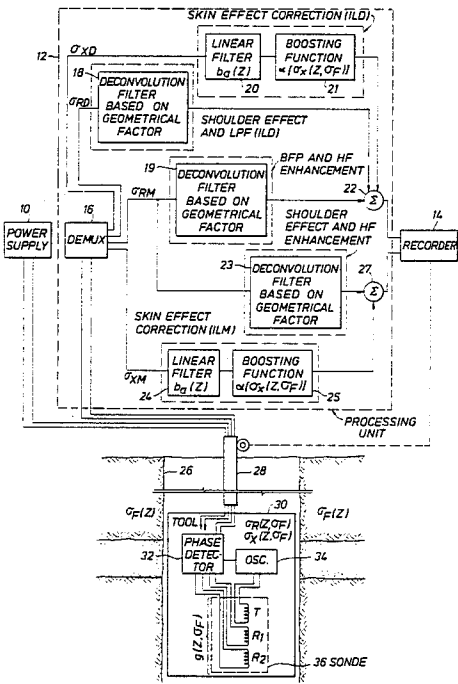 SKIN EFFECT CORRECTION (ILD)
12
σXD
LINEAR
FILTER
ba(Z)
20
BOOSTING
FUNCTION
α[σx(Z,σF)]
21
18
σRD
DECONVOLUTION
FILTER
BASED ON
GEOMETRICAL
FACTOR
SHOULDER EFFECT
AND LPF (ILD)
19
BFP AND HF
ENHANCEMENT
DECONVOLUTION
FILTER
BASED ON
GEOMETRICAL
FACTOR
σRM
22
Σ
10
POWER
SUPPLY
16
DEMUX
14
RECORDER
SHOULDER
EFFECT AND HF
ENHANCEMENT
23
DECONVOLUTION
FILTER
BASED ON
GEOMETRICAL
FACTOR
27
Σ
SKIN EFFECT
CORRECTION (ILM)
σXM
LINEAR
FILTER
ba(Z)
24
BOOSTING
FUNCTION
α[σx(Z,σF)]
25
PROCESSING
UNIT
26
28
30
σF(Z)
σF(Z)
TOOL
σR(Z,σF)
σX(Z,σF)
32
PHASE
DETEC-
TOR
OSC.
34
g(Z,σF)
T
R1
R2
36 SONDE